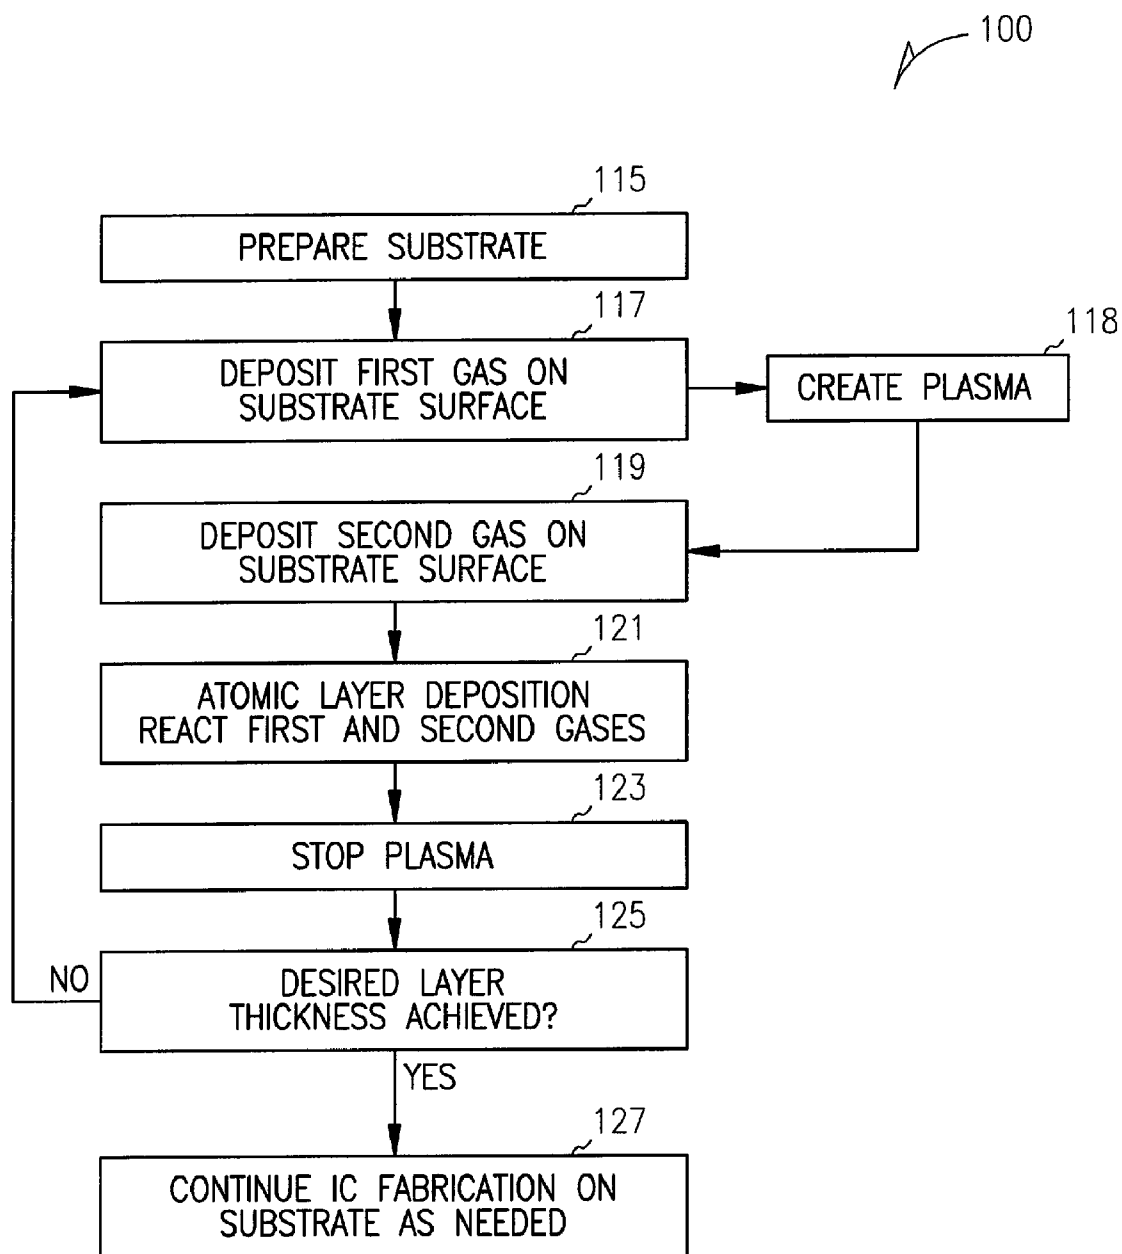 100
115
PREPARE SUBSTRATE
117
DEPOSIT FIRST GAS ON
SUBSTRATE SURFACE
118
CREATE PLASMA
119
DEPOSIT SECOND GAS ON
SUBSTRATE SURFACE
121
ATOMIC LAYER DEPOSITION
REACT FIRST AND SECOND GASES
123
STOP PLASMA
125
DESIRED LAYER
THICKNESS ACHIEVED?
NO
YES
127
CONTINUE IC FABRICATION ON
SUBSTRATE AS NEEDED